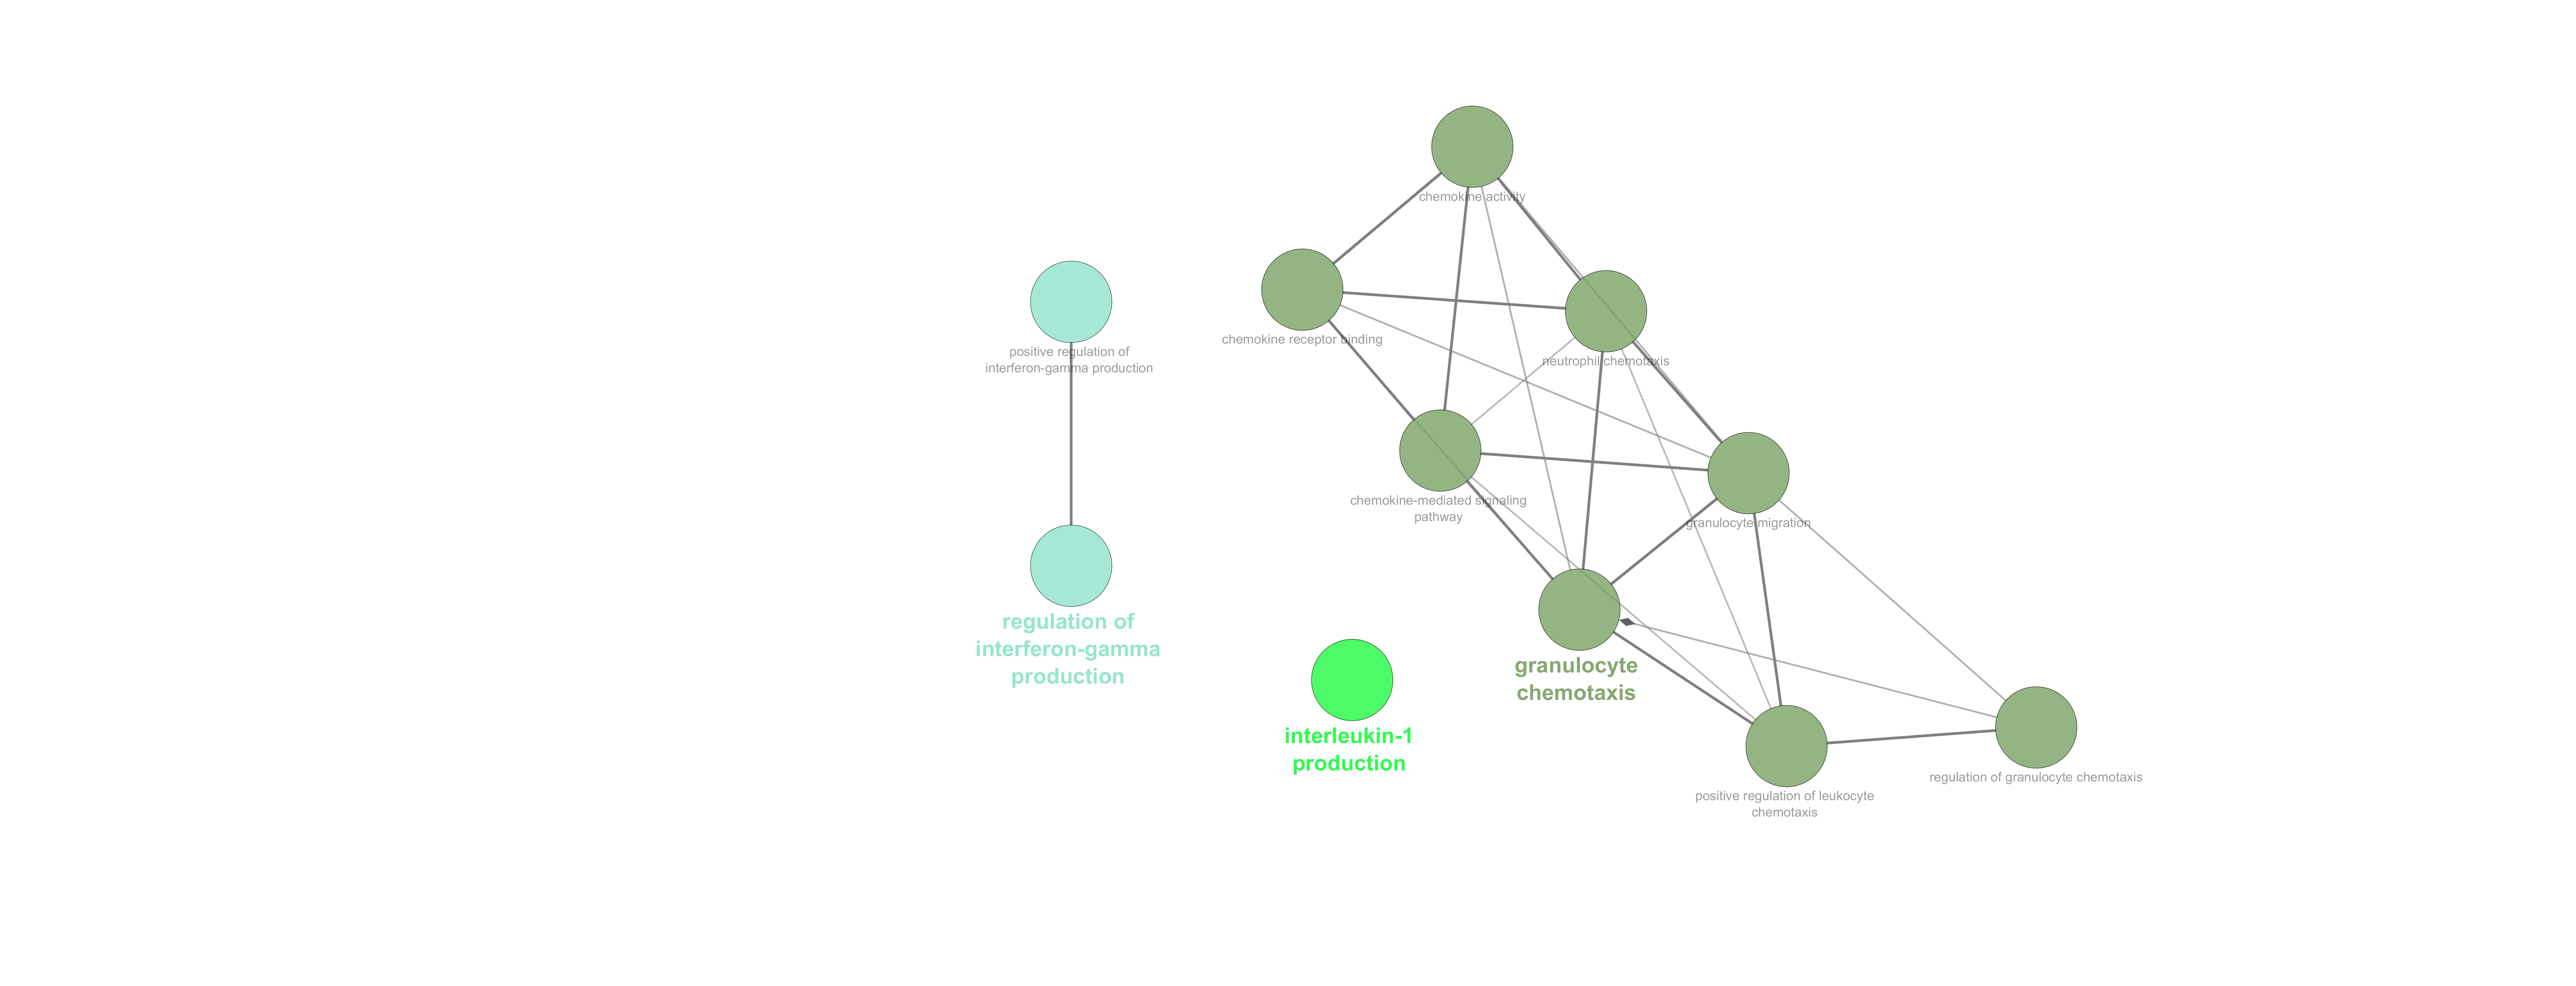 chemokine activity
chemokine receptor binding
positive regulation of
interferon-gamma production
neutrophil chemotaxis
chemokine-mediated signaling
pathway
granulocyte migration
regulation of
interferon-gamma
production
granulocyte
chemotaxis
interleukin-1
production
regulation of granulocyte chemotaxis
positive regulation of leukocyte
chemotaxis